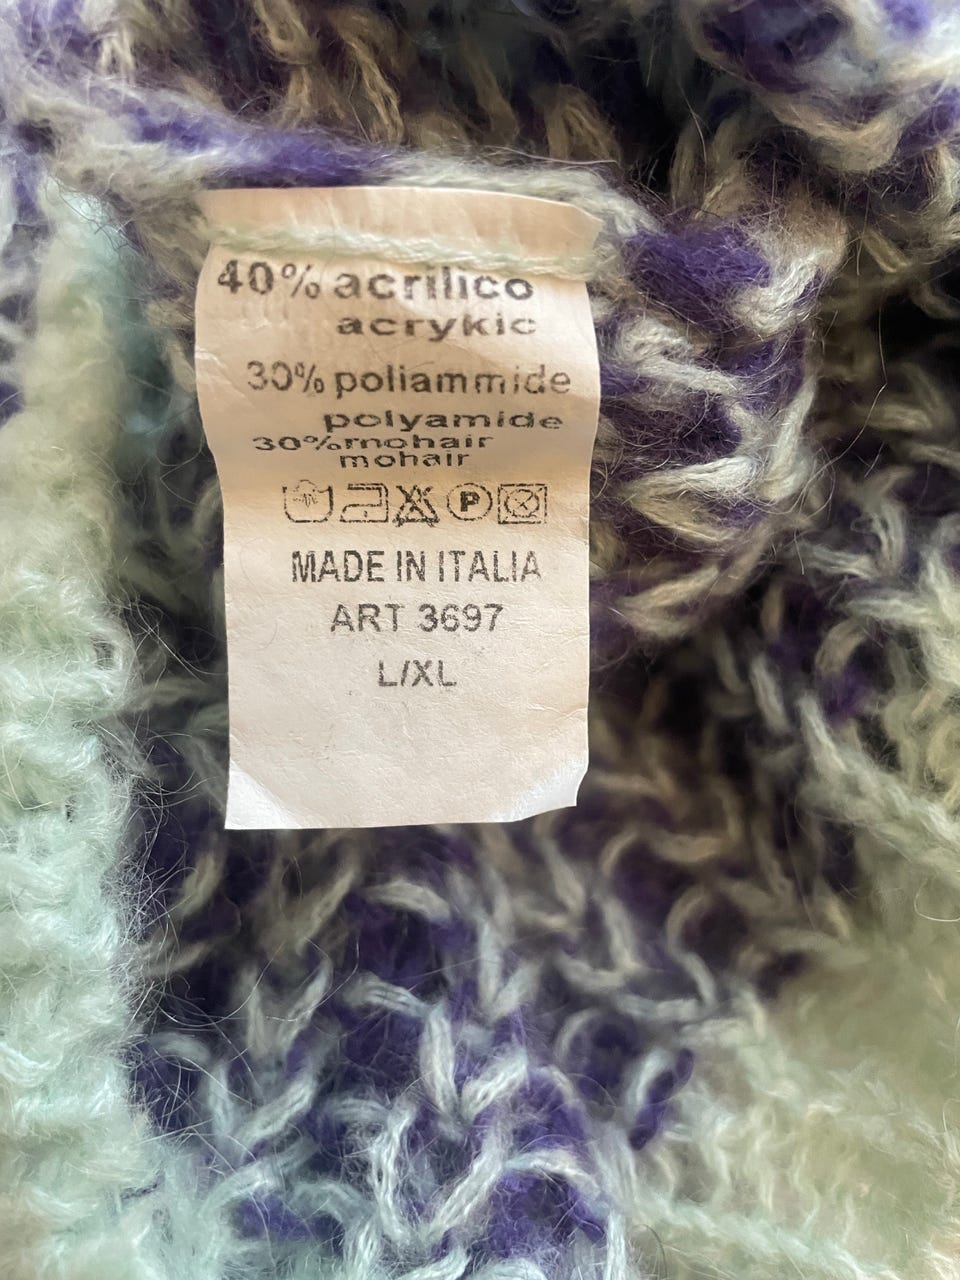 40% acrilico
acrykic
30% poliammide
polyamide
30% mohair
mohair
P
MADE IN ITALIA
ART 3697
L/XL